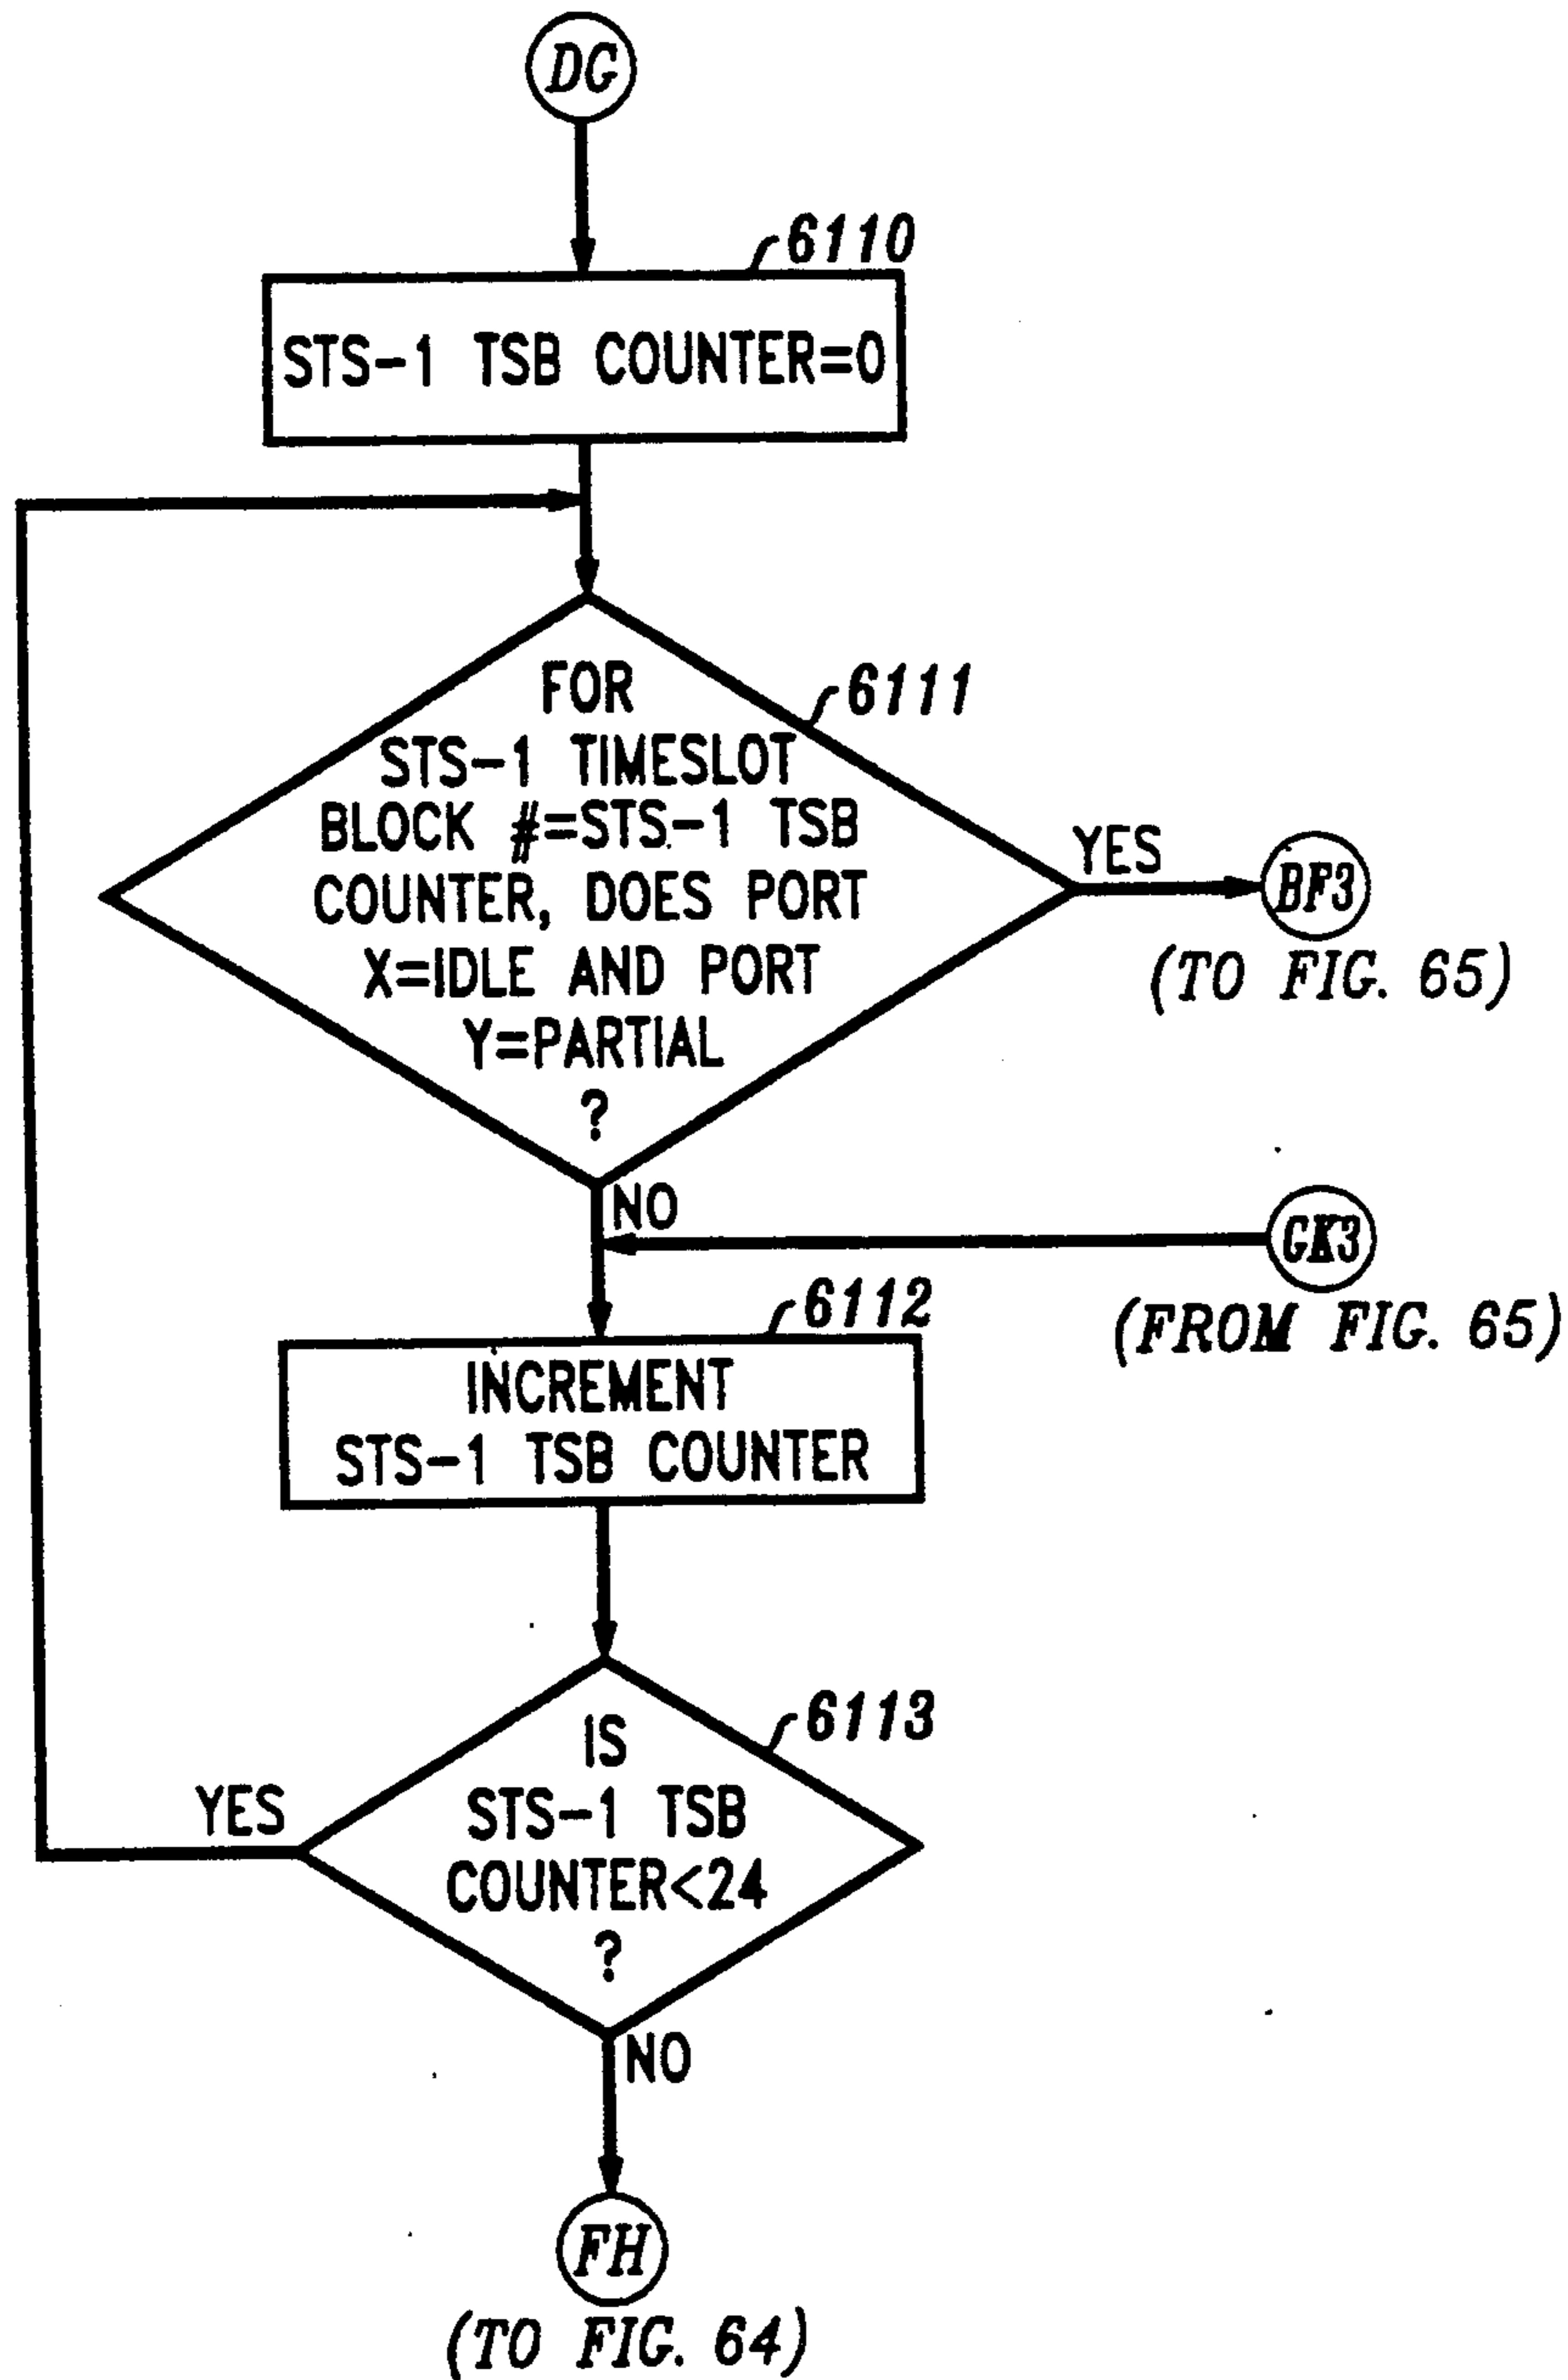 DG
6110
STS-1 TSB COUNTER=0
FOR
6111
STS-1 TIMESLOT
BLOCK #=STS-1 TSB
COUNTER, DOES PORT
X=IDLE AND PORT
Y=PARTIAL
?
YES
BF3
(TO FIG. 65)
NO
GK3
(FROM FIG. 65)
6112
INCREMENT
STS-1 TSB COUNTER
6113
IS
STS-1 TSB
COUNTER<24
?
YES
NO
FH
(TO FIG. 64)